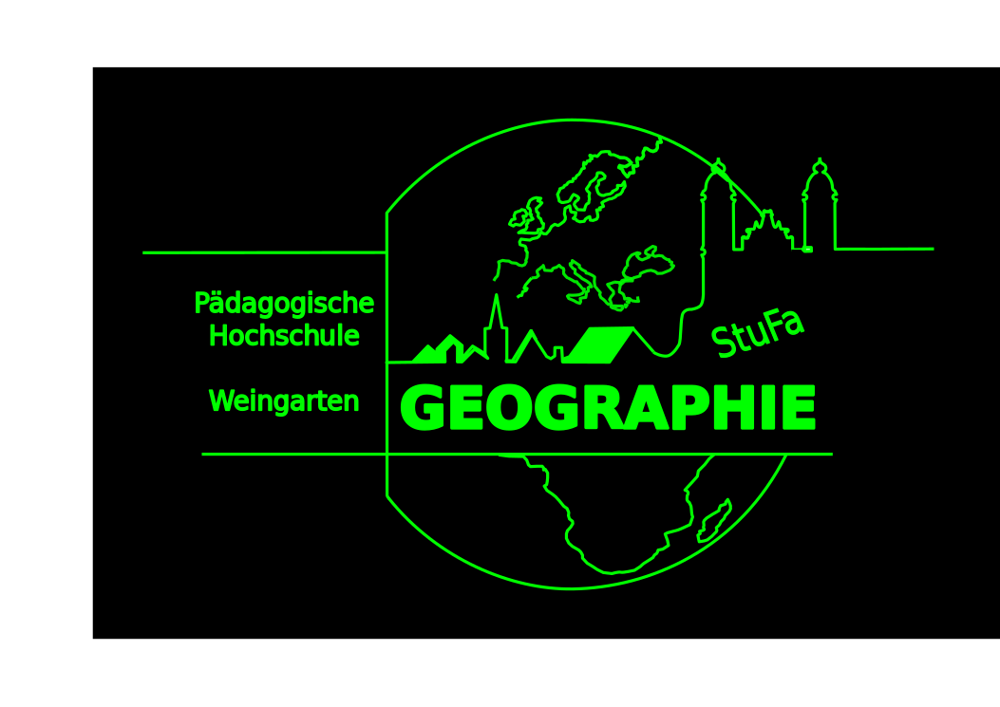 Pädagogische
Hochschule
Weingarten
StuFa
GEOGRAPHIE